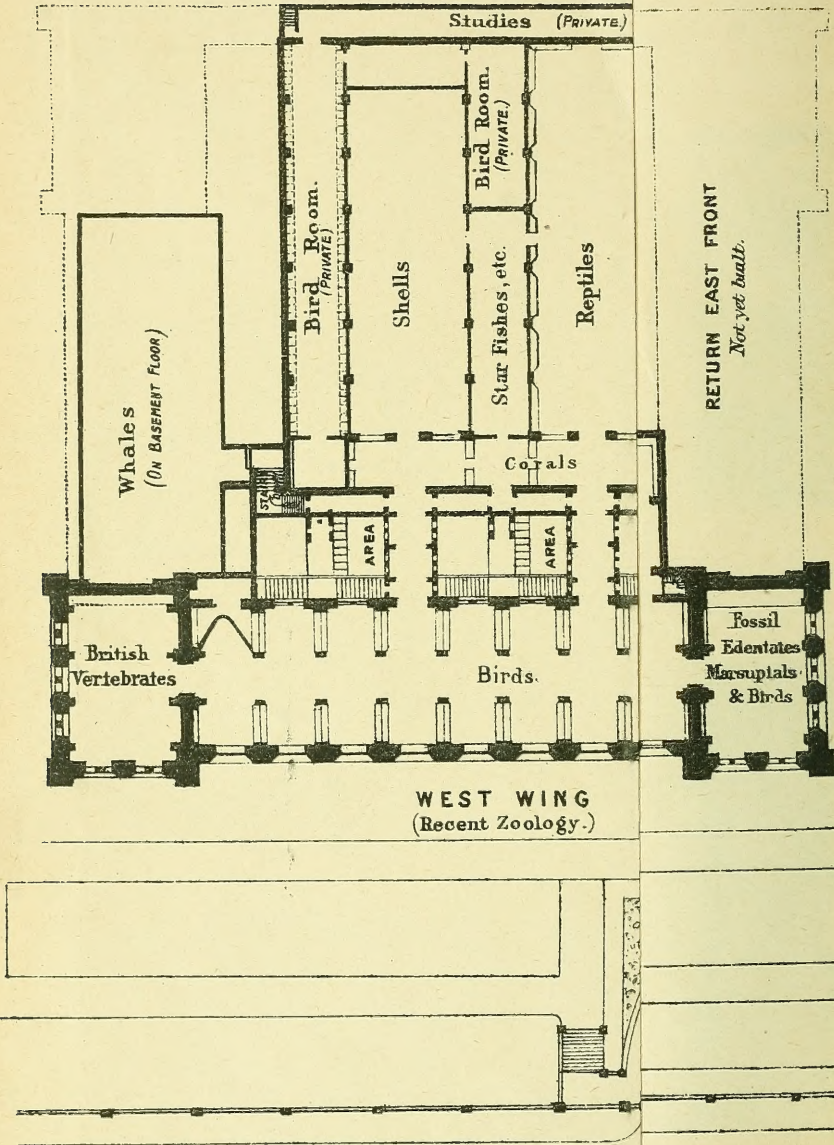 Studies (PRIVATE.)
Bird Room.
(PRIVATE.)
Bird Room.
(PRIVATE)
Shells
Star Fishes, etc.
Reptiles
RETURN EAST FRONT
Not yet built.
Whales
(ON BASEMENT FLOOR)
Corals
AREA
AREA
British
Vertebrates
Birds.
Fossil
Edentates
Marsupials
& Birds
WEST WING
(Recent Zoology.)